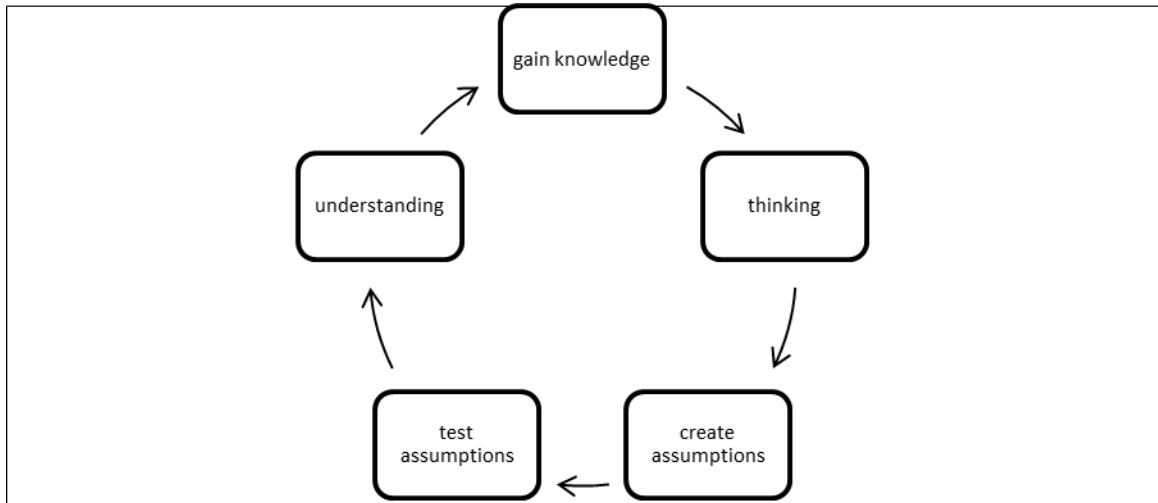 gain knowledge
thinking
create
assumptions
test
assumptions
understanding